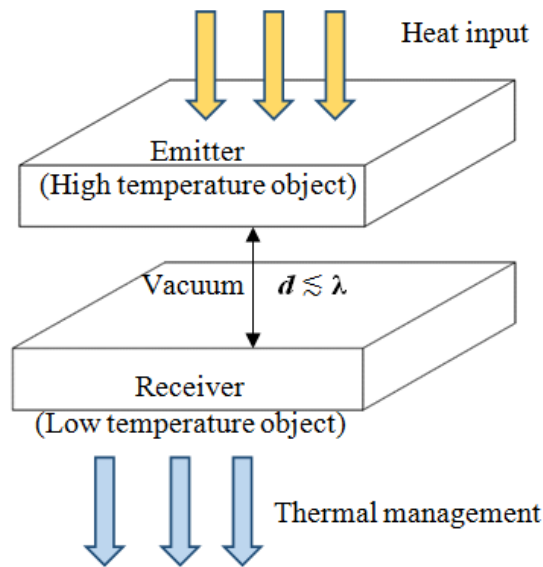 Heat input
Emitter
(High temperature object)
Vacuum d ≲ λ
Receiver
(Low temperature object)
Thermal management